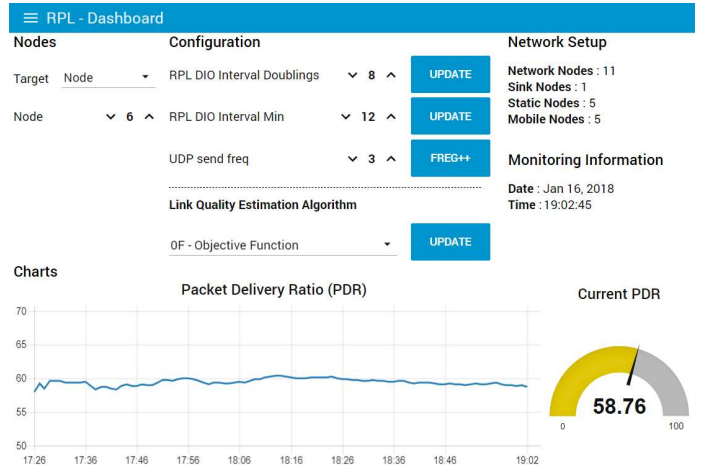 RPL - Dashboard
Nodes
Target Node
Node 6
Configuration
RPL DIO Interval Doublings 8 UPDATE
RPL DIO Interval Min 12 UPDATE
UDP send freq 3 FREG++
Link Quality Estimation Algorithm
0F - Objective Function UPDATE
Network Setup
Network Nodes : 11
Sink Nodes : 1
Static Nodes : 5
Mobile Nodes : 5
Monitoring Information
Date : Jan 16, 2018
Time : 19:02:45
Charts
Packet Delivery Ratio (PDR)
70
65
60
55
50
17:26 17:36 17:46 17:56 18:06 18:16 18:26 18:36 18:46 19:02
Current PDR
58.76
0 100